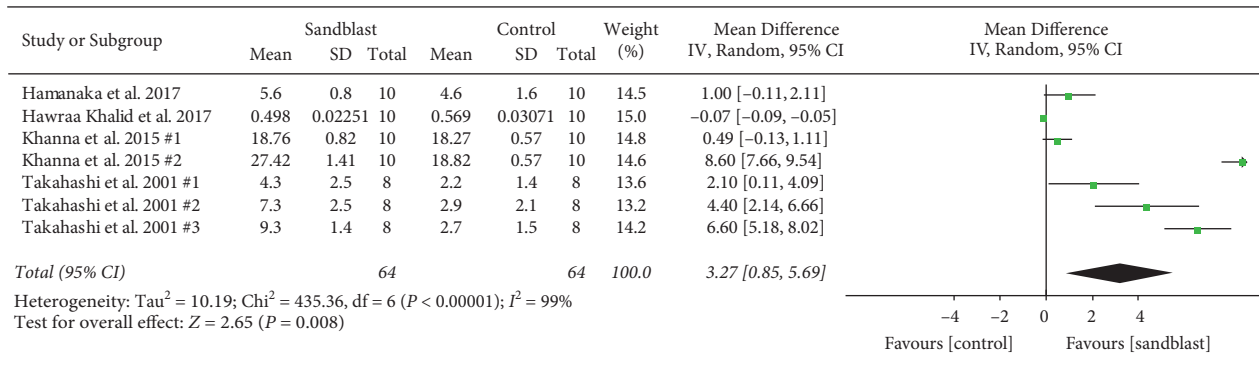 Study or Subgroup Sandblast Control Weight (%) Mean Difference IV, Random, 95% CI Mean Difference IV, Random, 95% CI
Mean SD Total Mean SD Total
Hamanaka et al. 2017 5.6 0.8 10 4.6 1.6 10 14.5 1.00 [−0.11, 2.11]
Hawraa Khalid et al. 2017 0.498 0.02251 10 0.569 0.03071 10 15.0 −0.07 [−0.09, −0.05]
Khanna et al. 2015 #1 18.76 0.82 10 18.27 0.57 10 14.8 0.49 [−0.13, 1.11]
Khanna et al. 2015 #2 27.42 1.41 10 18.82 0.57 10 14.6 8.60 [7.66, 9.54]
Takahashi et al. 2001 #1 4.3 2.5 8 2.2 1.4 8 13.6 2.10 [0.11, 4.09]
Takahashi et al. 2001 #2 7.3 2.5 8 2.9 2.1 8 13.2 4.40 [2.14, 6.66]
Takahashi et al. 2001 #3 9.3 1.4 8 2.7 1.5 8 14.2 6.60 [5.18, 8.02]
Total (95% CI) 64 64 100.0 3.27 [0.85, 5.69]
Heterogeneity: Tau² = 10.19; Chi² = 435.36, df = 6 (P < 0.00001); I² = 99%
Test for overall effect: Z = 2.65 (P = 0.008)
−4 −2 0 2 4
Favours [control] Favours [sandblast]